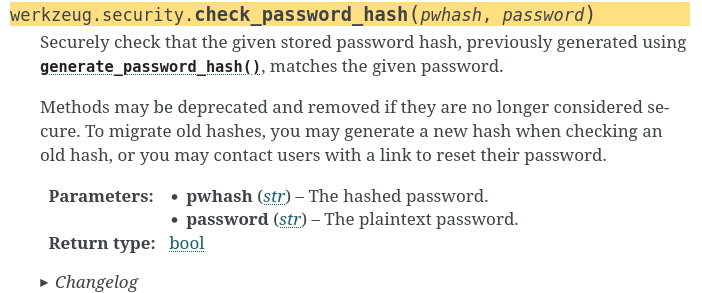 werkzeug.security.check_password_hash(pwhash, password)
Securely check that the given stored password hash, previously generated using
generate_password_hash(), matches the given password.
Methods may be deprecated and removed if they are no longer considered se-
cure. To migrate old hashes, you may generate a new hash when checking an
old hash, or you may contact users with a link to reset their password.
Parameters: • pwhash (str) – The hashed password.
• password (str) – The plaintext password.
Return type: bool
▸ Changelog